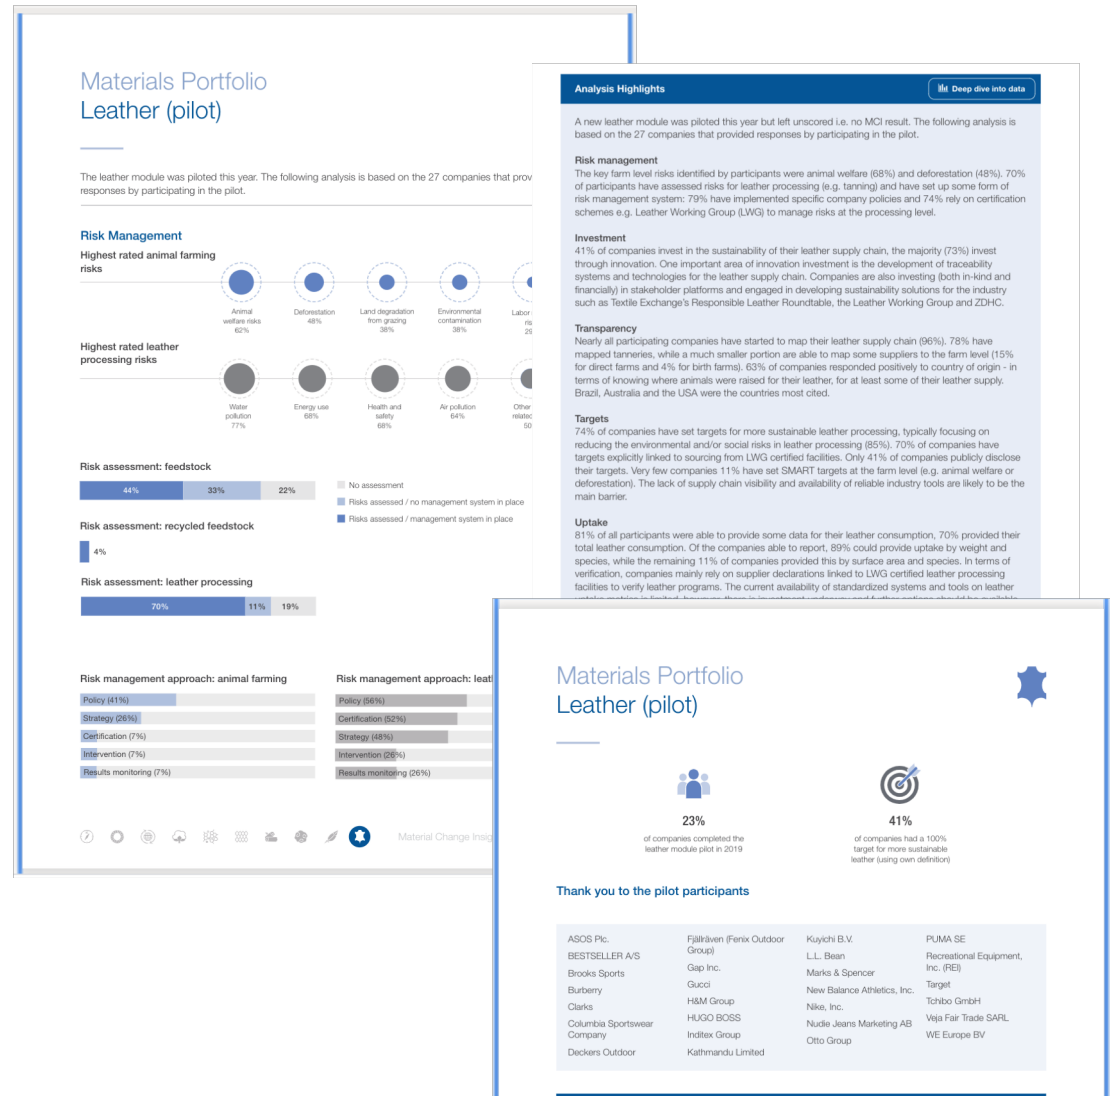 Materials Portfolio
Leather (pilot)
The leather module was piloted this year. The following analysis is based on the 27 companies that prov
responses by participating in the pilot.
Risk Management
Highest rated animal farming
risks
Animal
welfare risks
62%
Deforestation
48%
Land degradation
from grazing
38%
Environmental
contamination
38%
Labor
ris
29
Highest rated leather
processing risks
Water
pollution
77%
Energy use
68%
Health and
safety
68%
Air pollution
64%
Other
related
50
Risk assessment: feedstock
44% 33% 22%
No assessment
Risks assessed / no management system in place
Risks assessed / management system in place
Risk assessment: recycled feedstock
4%
Risk assessment: leather processing
70% 11% 19%
Risk management approach: animal farming
Policy (41%)
Strategy (26%)
Certification (7%)
Intervention (7%)
Results monitoring (7%)
Risk management approach: leat
Policy (56%)
Certification (52%)
Strategy (48%)
Intervention (26%)
Results monitoring (26%)
Material Change Insig
Analysis Highlights
Deep dive into data
A new leather module was piloted this year but left unscored i.e. no MCI result. The following analysis is
based on the 27 companies that provided responses by participating in the pilot.
Risk management
The key farm level risks identified by participants were animal welfare (68%) and deforestation (48%). 70%
of participants have assessed risks for leather processing (e.g. tanning) and have set up some form of
risk management system: 79% have implemented specific company policies and 74% rely on certification
schemes e.g. Leather Working Group (LWG) to manage risks at the processing level.
Investment
41% of companies invest in the sustainability of their leather supply chain, the majority (73%) invest
through innovation. One important area of innovation investment is the development of traceability
systems and technologies for the leather supply chain. Companies are also investing (both in-kind and
financially) in stakeholder platforms and engaged in developing sustainability solutions for the industry
such as Textile Exchange's Responsible Leather Roundtable, the Leather Working Group and ZDHC.
Transparency
Nearly all participating companies have started to map their leather supply chain (96%). 78% have
mapped tanneries, while a much smaller portion are able to map some suppliers to the farm level (15%
for direct farms and 4% for birth farms). 63% of companies responded positively to country of origin - in
terms of knowing where animals were raised for their leather, for at least some of their leather supply.
Brazil, Australia and the USA were the countries most cited.
Targets
74% of companies have set targets for more sustainable leather processing, typically focusing on
reducing the environmental and/or social risks in leather processing (85%). 70% of companies have
targets explicitly linked to sourcing from LWG certified facilities. Only 41% of companies publicly disclose
their targets. Very few companies 11% have set SMART targets at the farm level (e.g. animal welfare or
deforestation). The lack of supply chain visibility and availability of reliable industry tools are likely to be the
main barrier.
Uptake
81% of all participants were able to provide some data for their leather consumption, 70% provided their
total leather consumption. Of the companies able to report, 89% could provide uptake by weight and
species, while the remaining 11% of companies provided this by surface area and species. In terms of
verification, companies mainly rely on supplier declarations linked to LWG certified leather processing
facilities to verify leather programs. The current availability of standardized systems and tools on leather
Materials Portfolio
Leather (pilot)
23%
of companies completed the
leather module pilot in 2019
41%
of companies had a 100%
target for more sustainable
leather (using own definition)
Thank you to the pilot participants
ASOS Plc.
BESTSELLER A/S
Brooks Sports
Burberry
Clarks
Columbia Sportswear
Company
Deckers Outdoor
Fjällräven (Fenix Outdoor
Group)
Gap Inc.
Gucci
H&M Group
HUGO BOSS
Inditex Group
Kathmandu Limited
Kuyichi B.V.
L.L. Bean
Marks & Spencer
New Balance Athletics, Inc.
Nike, Inc.
Nudie Jeans Marketing AB
Otto Group
PUMA SE
Recreational Equipment,
Inc. (REI)
Target
Tchibo GmbH
Veja Fair Trade SARL
WE Europe BV